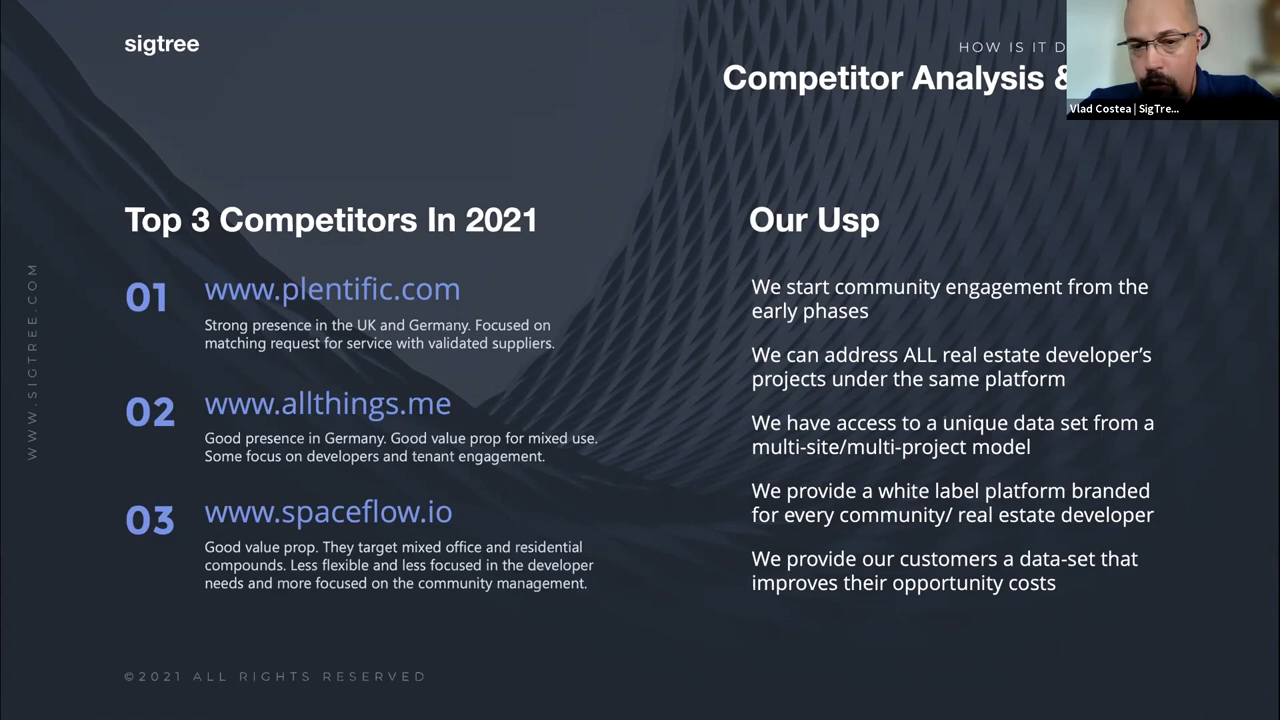 sigtree
HOW IS IT D
Competitor Analysis &
Vlad Costea | SigTre...
Top 3 Competitors In 2021
01 www.plentific.com
Strong presence in the UK and Germany. Focused on
matching request for service with validated suppliers.
02 www.allthings.me
Good presence in Germany. Good value prop for mixed use.
Some focus on developers and tenant engagement.
03 www.spaceflow.io
Good value prop. They target mixed office and residential
compounds. Less flexible and less focused in the developer
needs and more focused on the community management.
Our Usp
We start community engagement from the
early phases
We can address ALL real estate developer’s
projects under the same platform
We have access to a unique data set from a
multi-site/multi-project model
We provide a white label platform branded
for every community/ real estate developer
We provide our customers a data-set that
improves their opportunity costs
WWW.SIGTREE.COM
©2021 ALL RIGHTS RESERVED